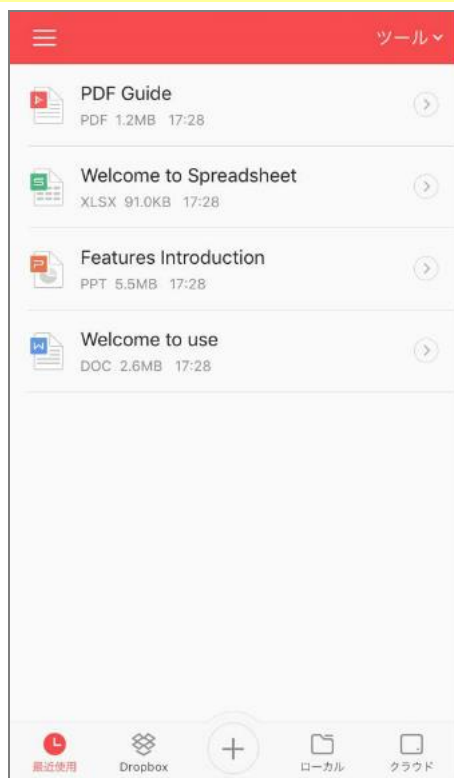 ツール
PDF Guide
PDF 1.2MB 17:28
Welcome to Spreadsheet
XLSX 91.0KB 17:28
Features Introduction
PPT 5.5MB 17:28
Welcome to use
DOC 2.6MB 17:28
最近使用 Dropbox ローカル クラウド